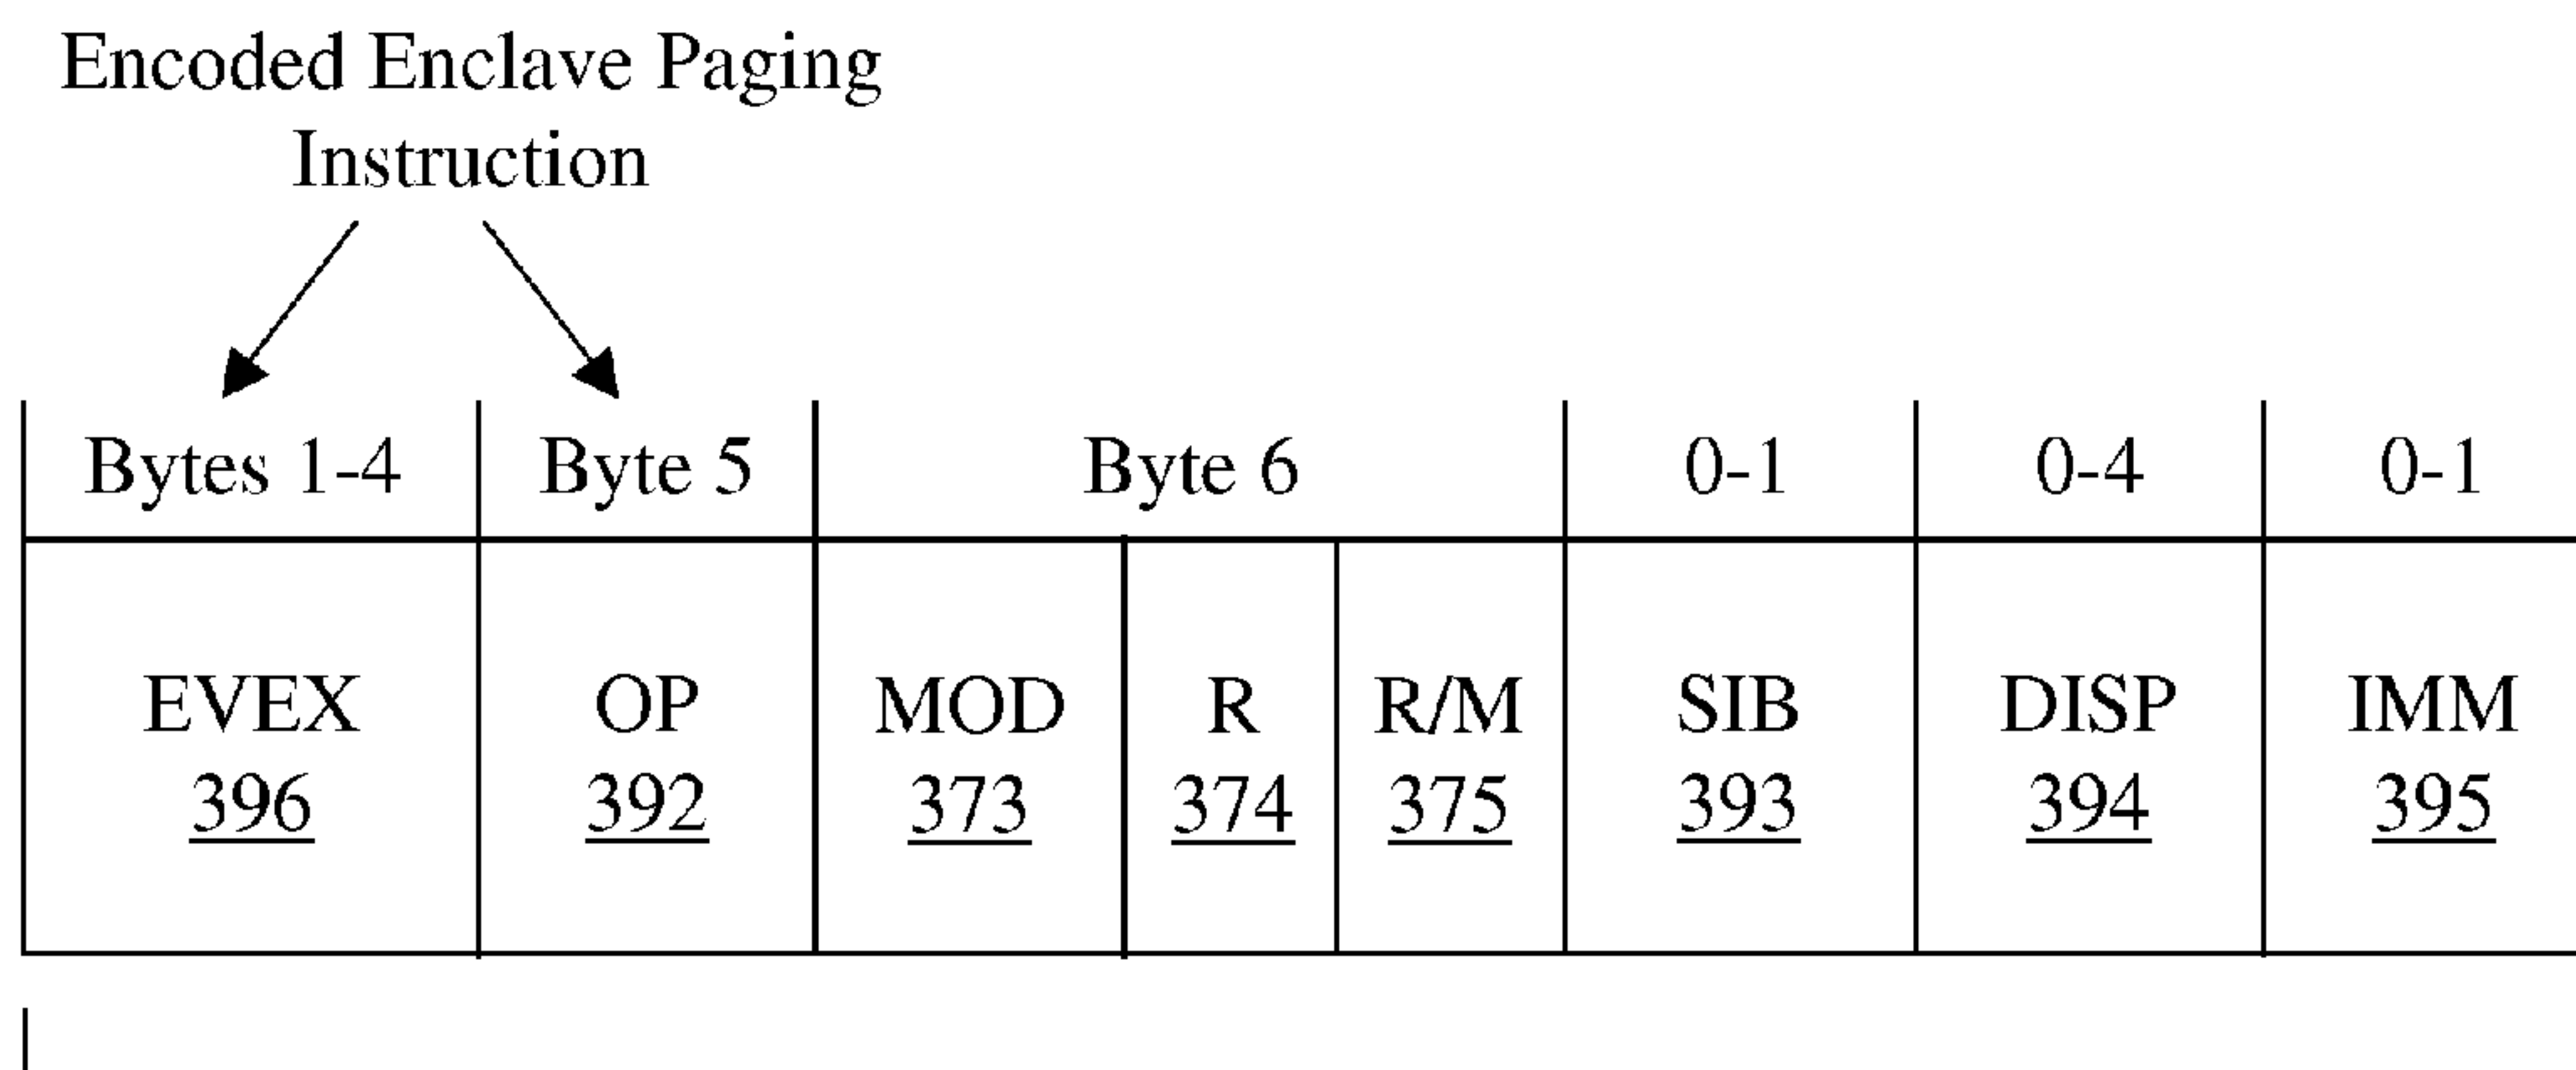 Encoded Enclave Paging
Instruction
Bytes 1-4 Byte 5 Byte 6 0-1 0-4 0-1
EVEX OP MOD R R/M SIB DISP IMM
396 392 373 374 375 393 394 395